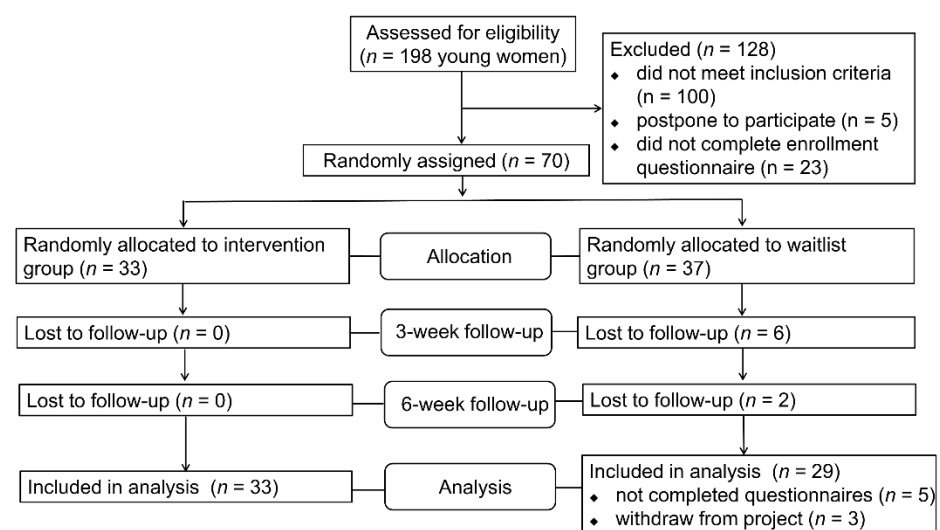 Assessed for eligibility
(n = 198 young women)
Excluded (n = 128)
◆ did not meet inclusion criteria
(n = 100)
◆ postpone to participate (n = 5)
◆ did not complete enrollment
questionnaire (n = 23)
Randomly assigned (n = 70)
Randomly allocated to intervention
group (n = 33)
Allocation
Randomly allocated to waitlist
group (n = 37)
Lost to follow-up (n = 0)
3-week follow-up
Lost to follow-up (n = 6)
Lost to follow-up (n = 0)
6-week follow-up
Lost to follow-up (n = 2)
Included in analysis (n = 33)
Analysis
Included in analysis (n = 29)
◆ not completed questionnaires (n = 5)
◆ withdraw from project (n = 3)